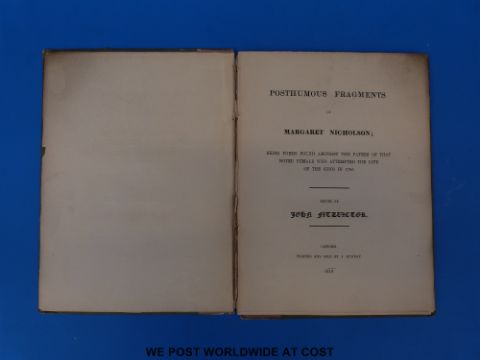 POSTHUMOUS FRAGMENTS
OF
MARGARET NICHOLSON;
BEING POEMS FOUND AMONGST THE PAPERS OF THAT
NOTED FEMALE WHO ATTEMPTED THE LIFE
OF THE KING IN 1786.
EDITED BY
JOHN FITZVICTOR.
OXFORD:
PRINTED AND SOLD BY J. MUNDAY
1810
WE POST WORLDWIDE AT COST